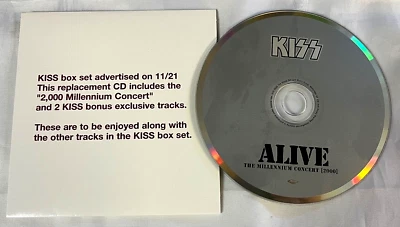 KISS box set advertised on 11/21
This replacement CD includes the
"2,000 Millennium Concert"
and 2 KISS bonus exclusive tracks.
These are to be enjoyed along with
the other tracks in the KISS box set.
KISS
ALIVE
THE MILLENNIUM CONCERT [2000]